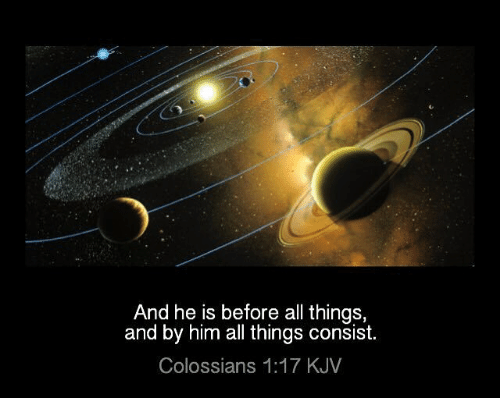 And he is before all things,
and by him all things consist.
Colossians 1:17 KJV